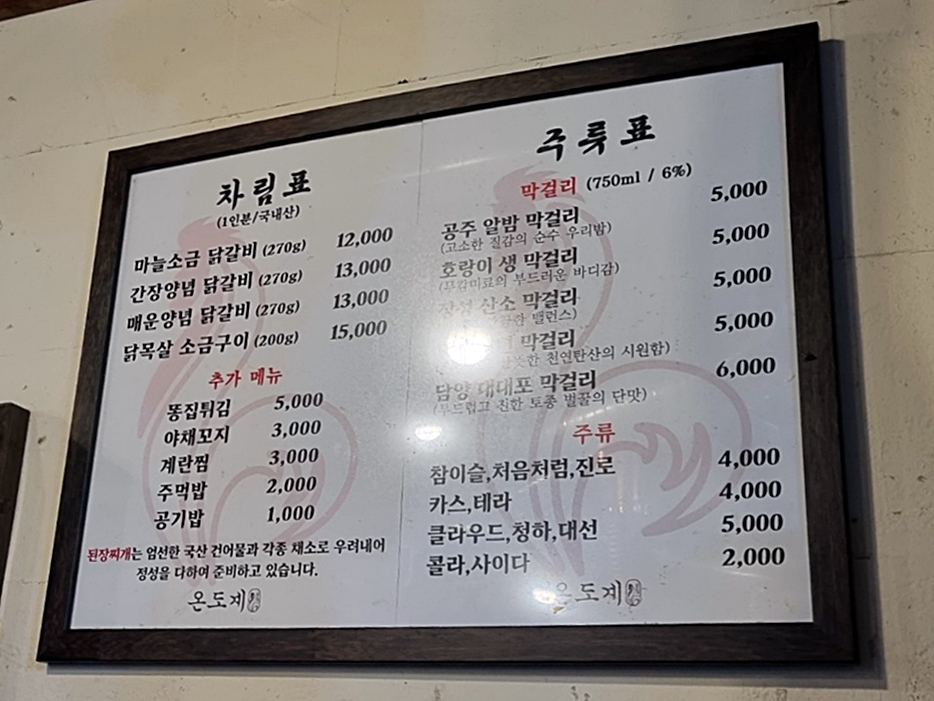 차림표
(1인분/국내산)
마늘소금 닭갈비 (270g) 12,000
간장양념 닭갈비 (270g) 13,000
매운양념 닭갈비 (270g) 13,000
닭목살 소금구이 (200g) 15,000
추가 메뉴
똥집튀김 5,000
야채꼬지 3,000
계란찜 3,000
주먹밥 2,000
공기밥 1,000
된장찌개는 엄선한 국산 건어물과 각종 채소로 우려내어
정성을 다하여 준비하고 있습니다.
온도계
주륫표
막걸리 (750ml / 6%)
공주 알밤 막걸리 5,000
(고소한 질감의 순수 우리밤)
호랑이 생 막걸리 5,000
(무감미료의 부드러운 바디감)
산소 막걸리 5,000
밸런스)
막걸리 5,000
천연탄산의 시원함)
담양 대대포 막걸리 6,000
(부드럽고 진한 토종 벌꿀의 단맛)
주류
참이슬,처음처럼,진로 4,000
카스,테라 4,000
클라우드,청하,대선 5,000
콜라,사이다 2,000
온도계